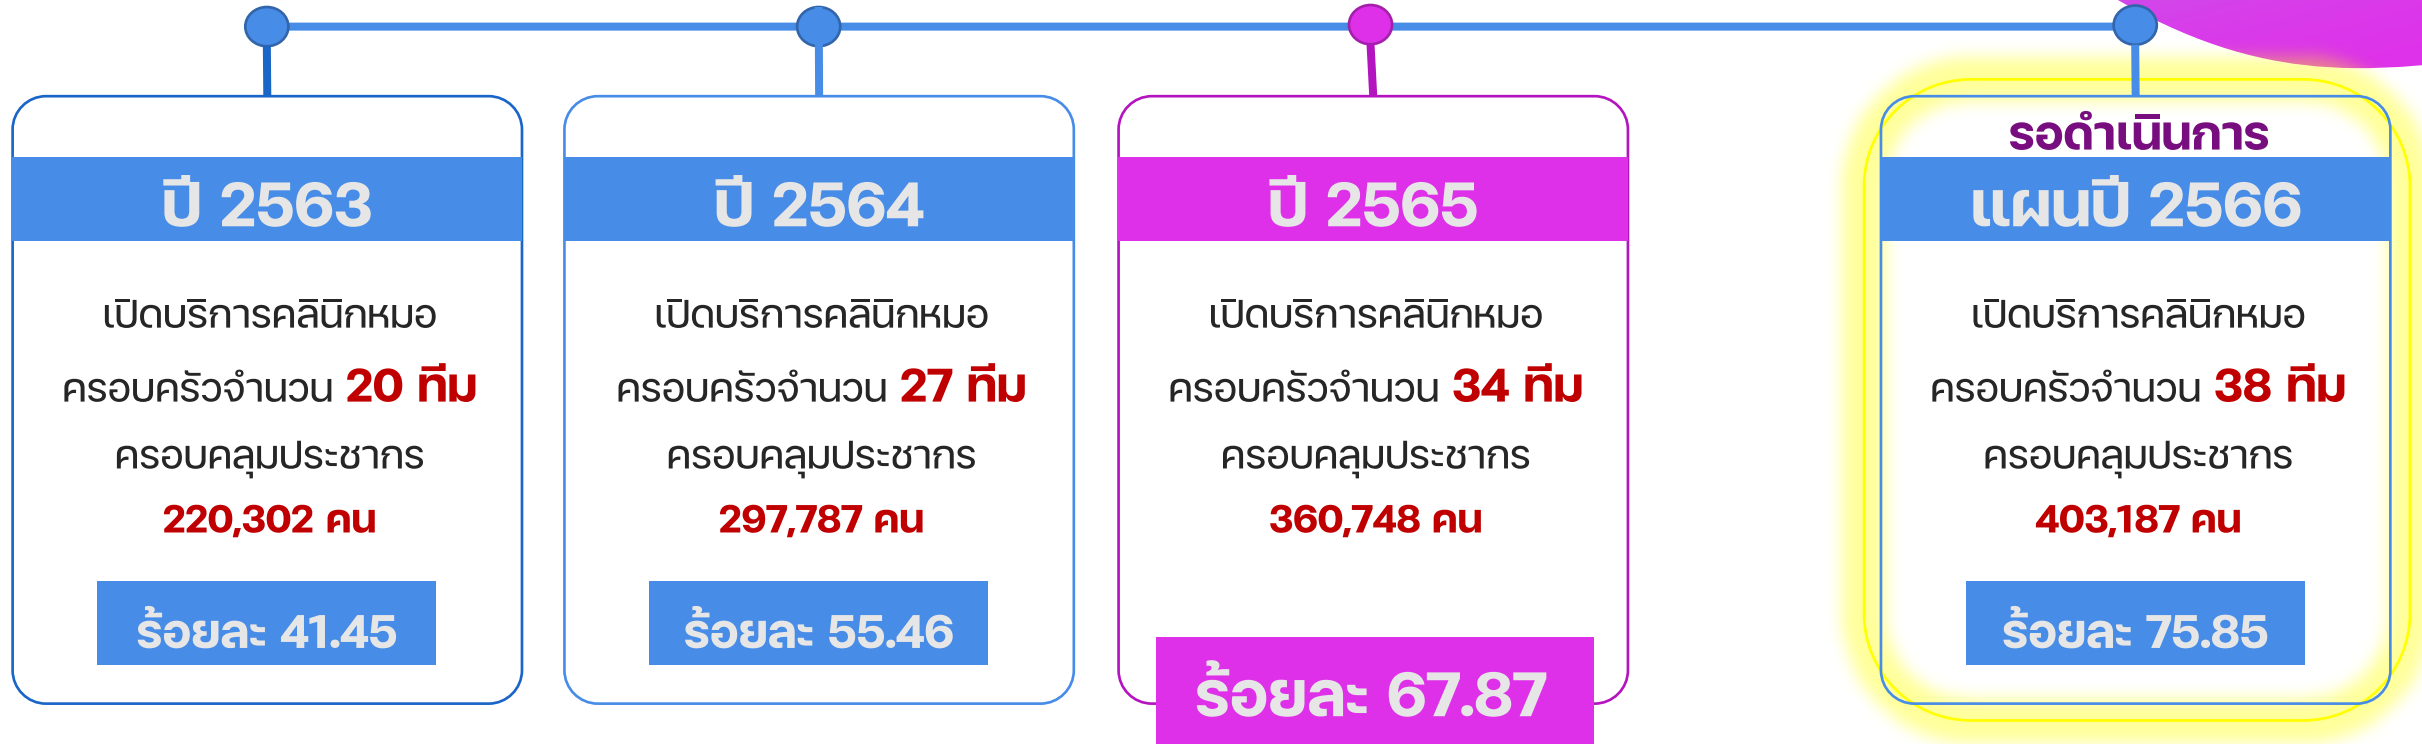 ปี 2563
เปิดบริการคลินิกหมอ
ครอบครัวจำนวน 20 ทีม
ครอบคลุมประชากร
220,302 คน
ร้อยละ 41.45
ปี 2564
เปิดบริการคลินิกหมอ
ครอบครัวจำนวน 27 ทีม
ครอบคลุมประชากร
297,787 คน
ร้อยละ 55.46
ปี 2565
เปิดบริการคลินิกหมอ
ครอบครัวจำนวน 34 ทีม
ครอบคลุมประชากร
360,748 คน
ร้อยละ 67.87
รอดำเนินการ
แผนปี 2566
เปิดบริการคลินิกหมอ
ครอบครัวจำนวน 38 ทีม
ครอบคลุมประชากร
403,187 คน
ร้อยละ 75.85